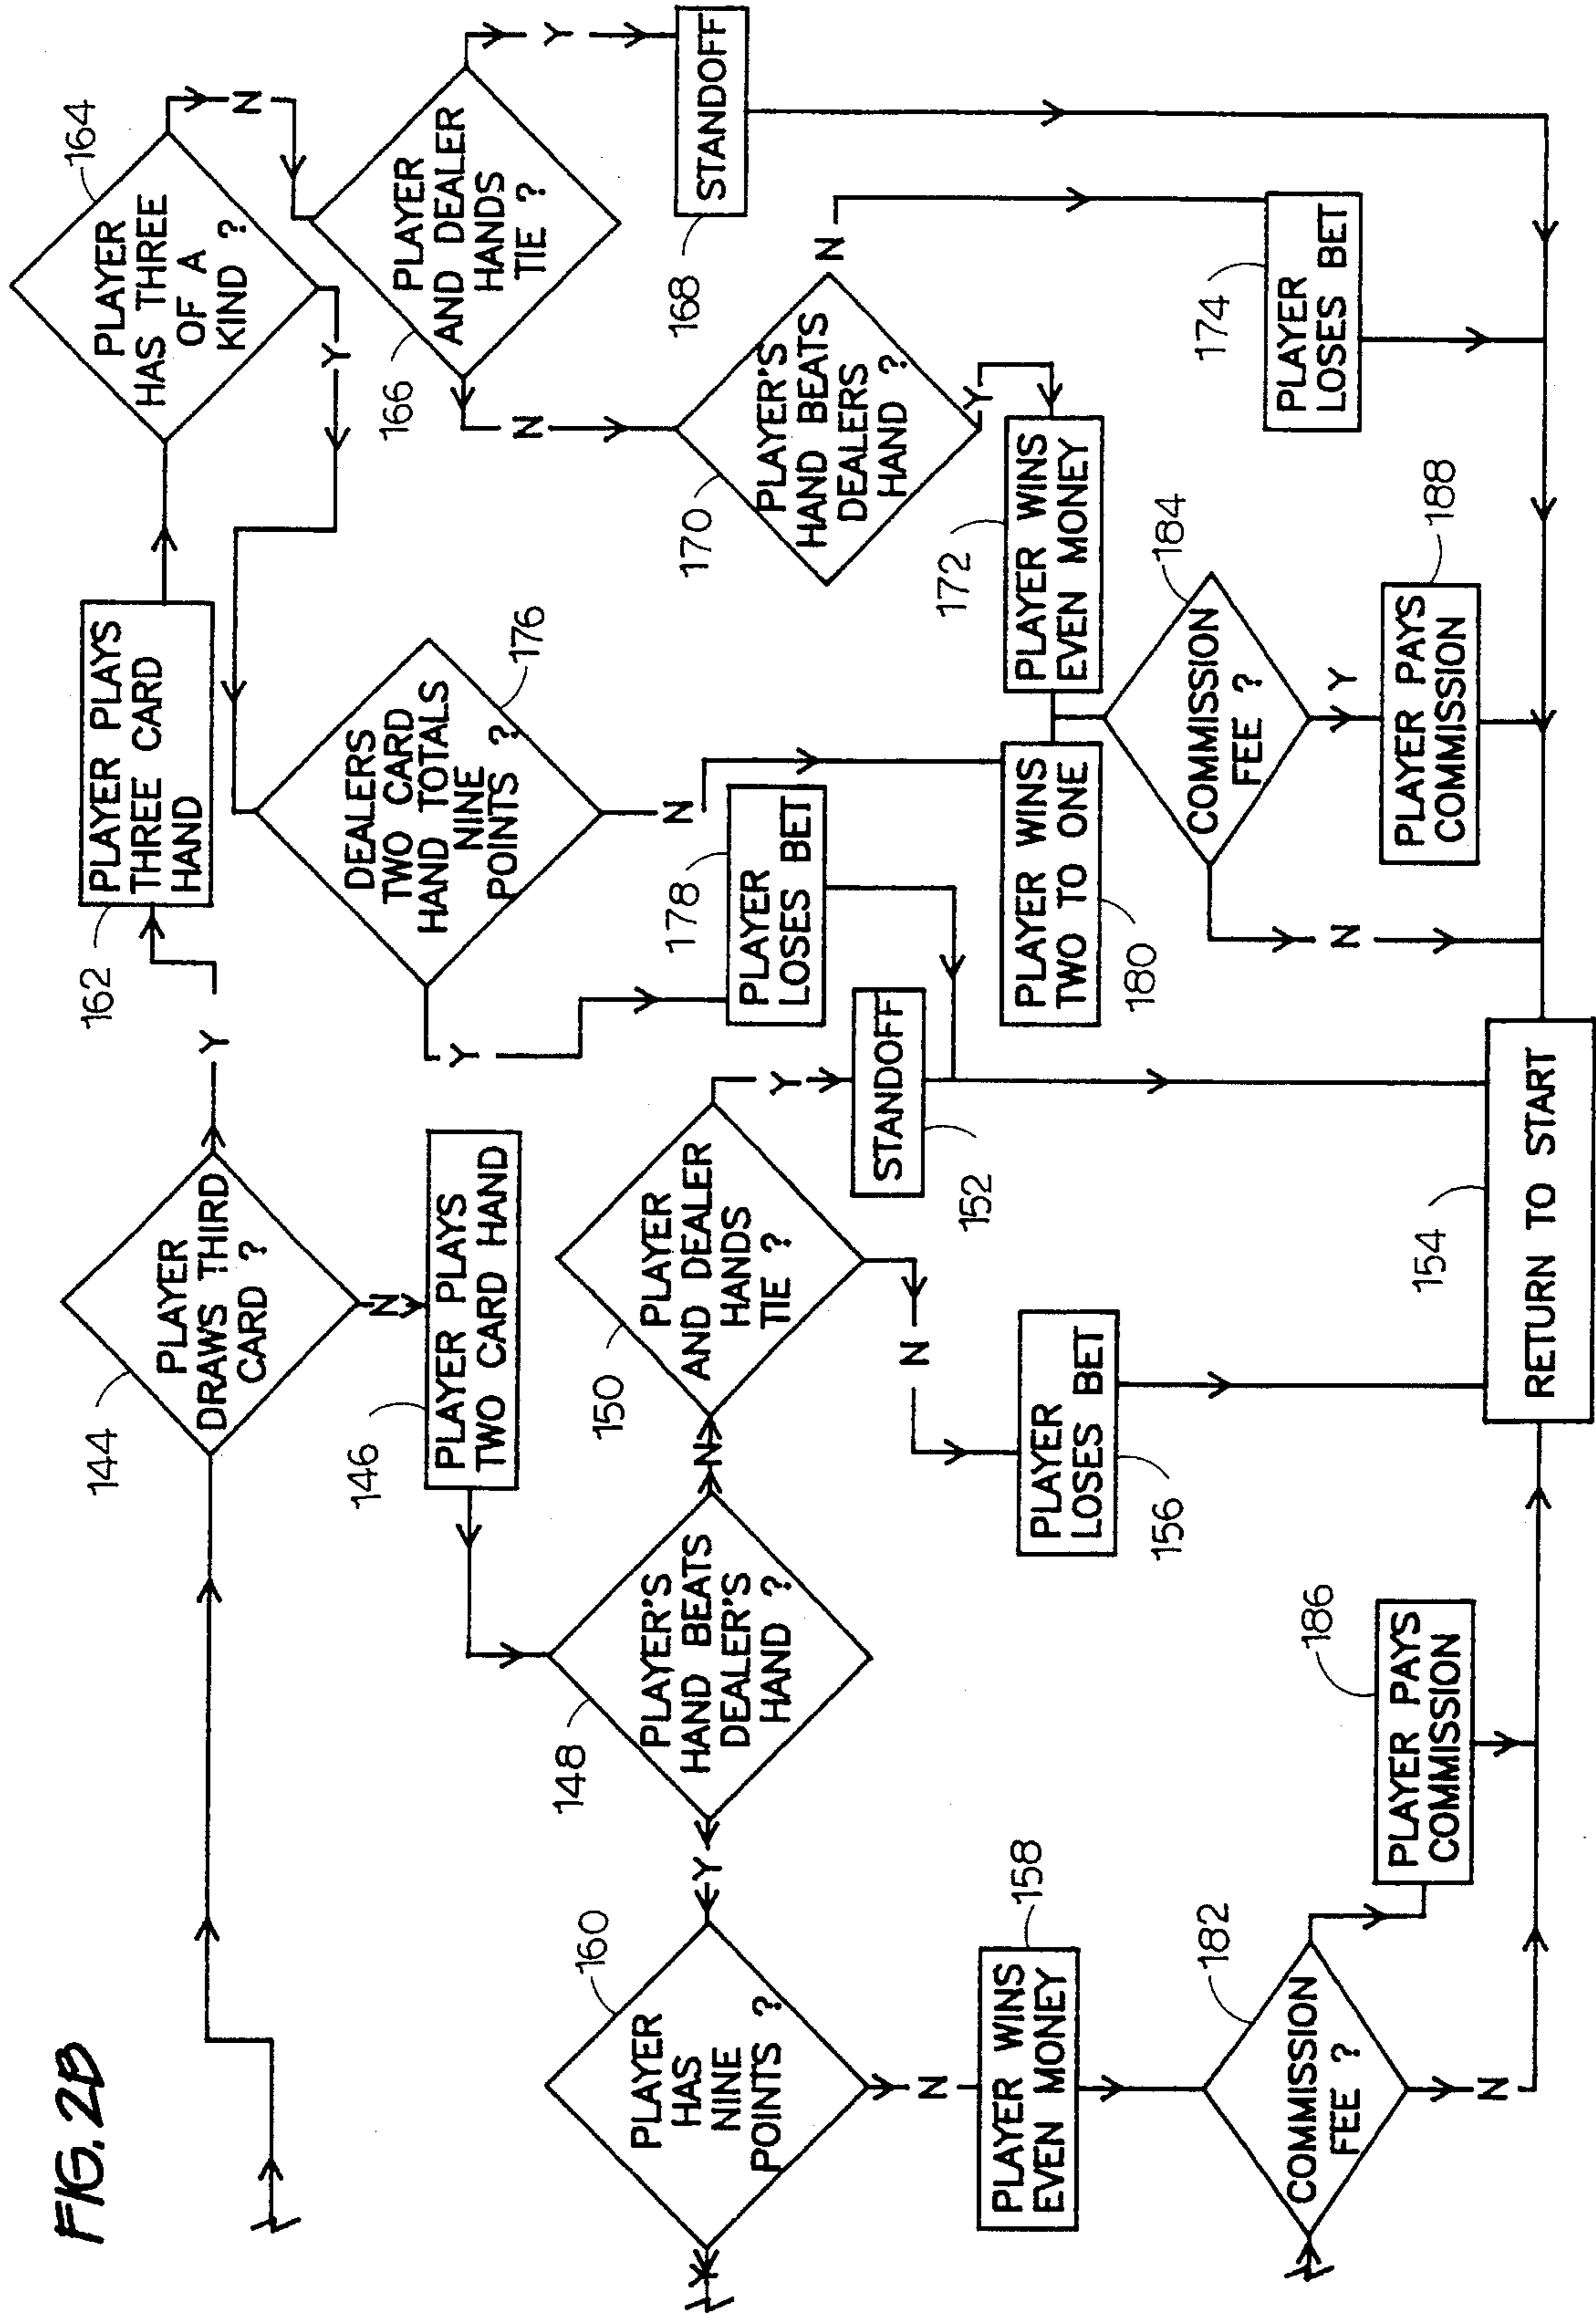 FIG. 2B
144
PLAYER
DRAWS THIRD
CARD ?
Y
N
162
PLAYER PLAYS
THREE CARD
HAND
164
PLAYER
HAS THREE
OF A
KIND ?
N
Y
146
PLAYER PLAYS
TWO CARD HAND
176
DEALERS
TWO CARD
HAND TOTALS
NINE
POINTS ?
Y
N
166
PLAYER
AND DEALER
HANDS
TIE ?
Y
N
160
PLAYER
HAS
NINE
POINTS ?
Y
N
148
PLAYER'S
HAND BEATS
DEALER'S
HAND ?
Y
N
150
PLAYER
AND DEALER
HANDS
TIE ?
Y
N
178
PLAYER
LOSES BET
170
PLAYER'S
HAND BEATS
DEALERS
HAND ?
N
Y
168
STANDOFF
STANDOFF
152
158
PLAYER WINS
EVEN MONEY
PLAYER
LOSES BET
156
PLAYER WINS
TWO TO ONE
180
172
PLAYER WINS
EVEN MONEY
174
PLAYER
LOSES BET
182
COMMISSION
FEE ?
N
186
PLAYER PAYS
COMMISSION
184
COMMISSION
FEE ?
N
Y
188
PLAYER PAYS
COMMISSION
154
RETURN TO START